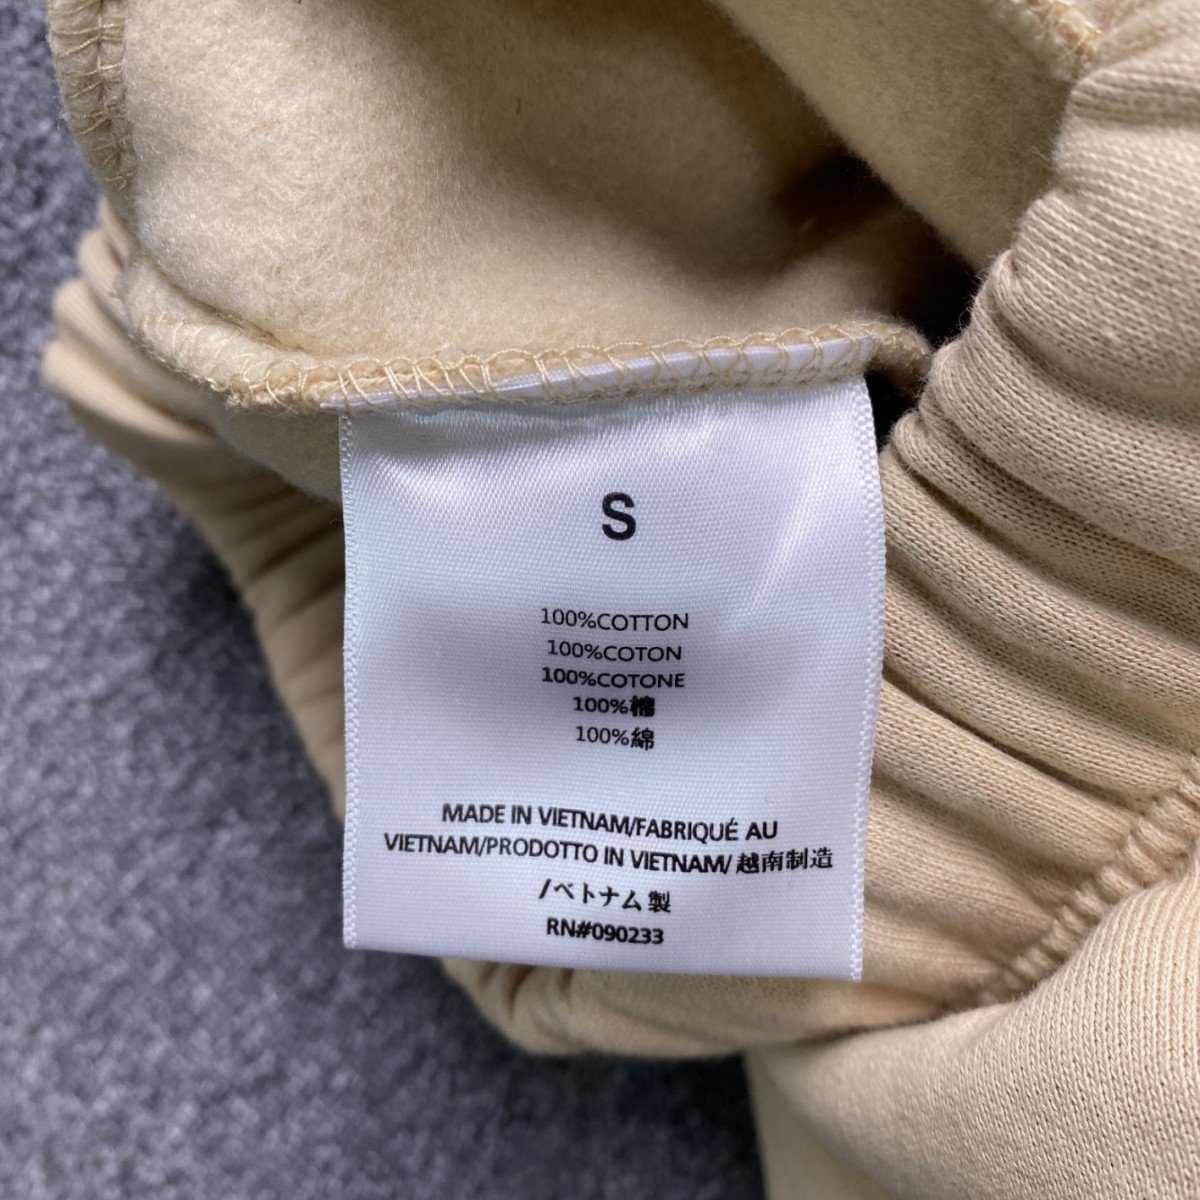 S
100%COTTON
100%COTON
100%COTONE
100%棉
100%綿
MADE IN VIETNAM/FABRIQUÉ AU
VIETNAM/PRODOTTO IN VIETNAM/ 越南制造
/ベトナム製
RN#090233